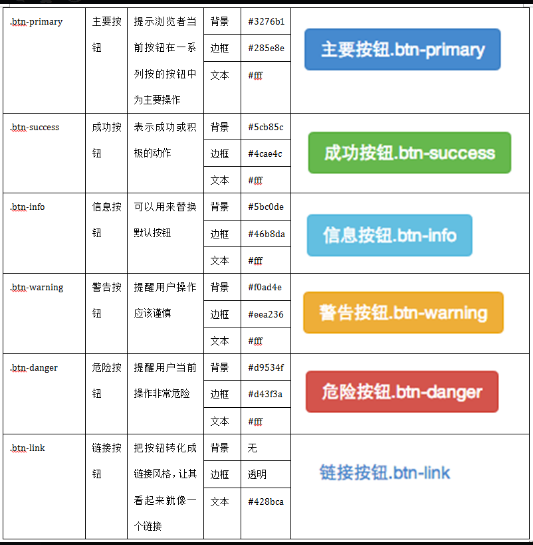 .btn-primary 主要按钮 提示浏览者当前按钮在一系列按的按钮中为主要操作 背景 #3276b1
边框 #285e8e
文本 #fff
主要按钮.btn-primary
.btn-success 成功按钮 表示成功或积极的动作 背景 #5cb85c
边框 #4cae4c
文本 #fff
成功按钮.btn-success
.btn-info 信息按钮 可以用来替换默认按钮 背景 #5bc0de
边框 #46b8da
文本 #fff
信息按钮.btn-info
.btn-warning 警告按钮 提醒用户操作应该谨慎 背景 #f0ad4e
边框 #eea236
文本 #fff
警告按钮.btn-warning
.btn-danger 危险按钮 提醒用户当前操作非常危险 背景 #d9534f
边框 #d43f3a
文本 #fff
危险按钮.btn-danger
.btn-link 链接按钮 把按钮转化成链接风格，让其看起来就像一个链接 背景 无
边框 透明
文本 #428bca
链接按钮.btn-link